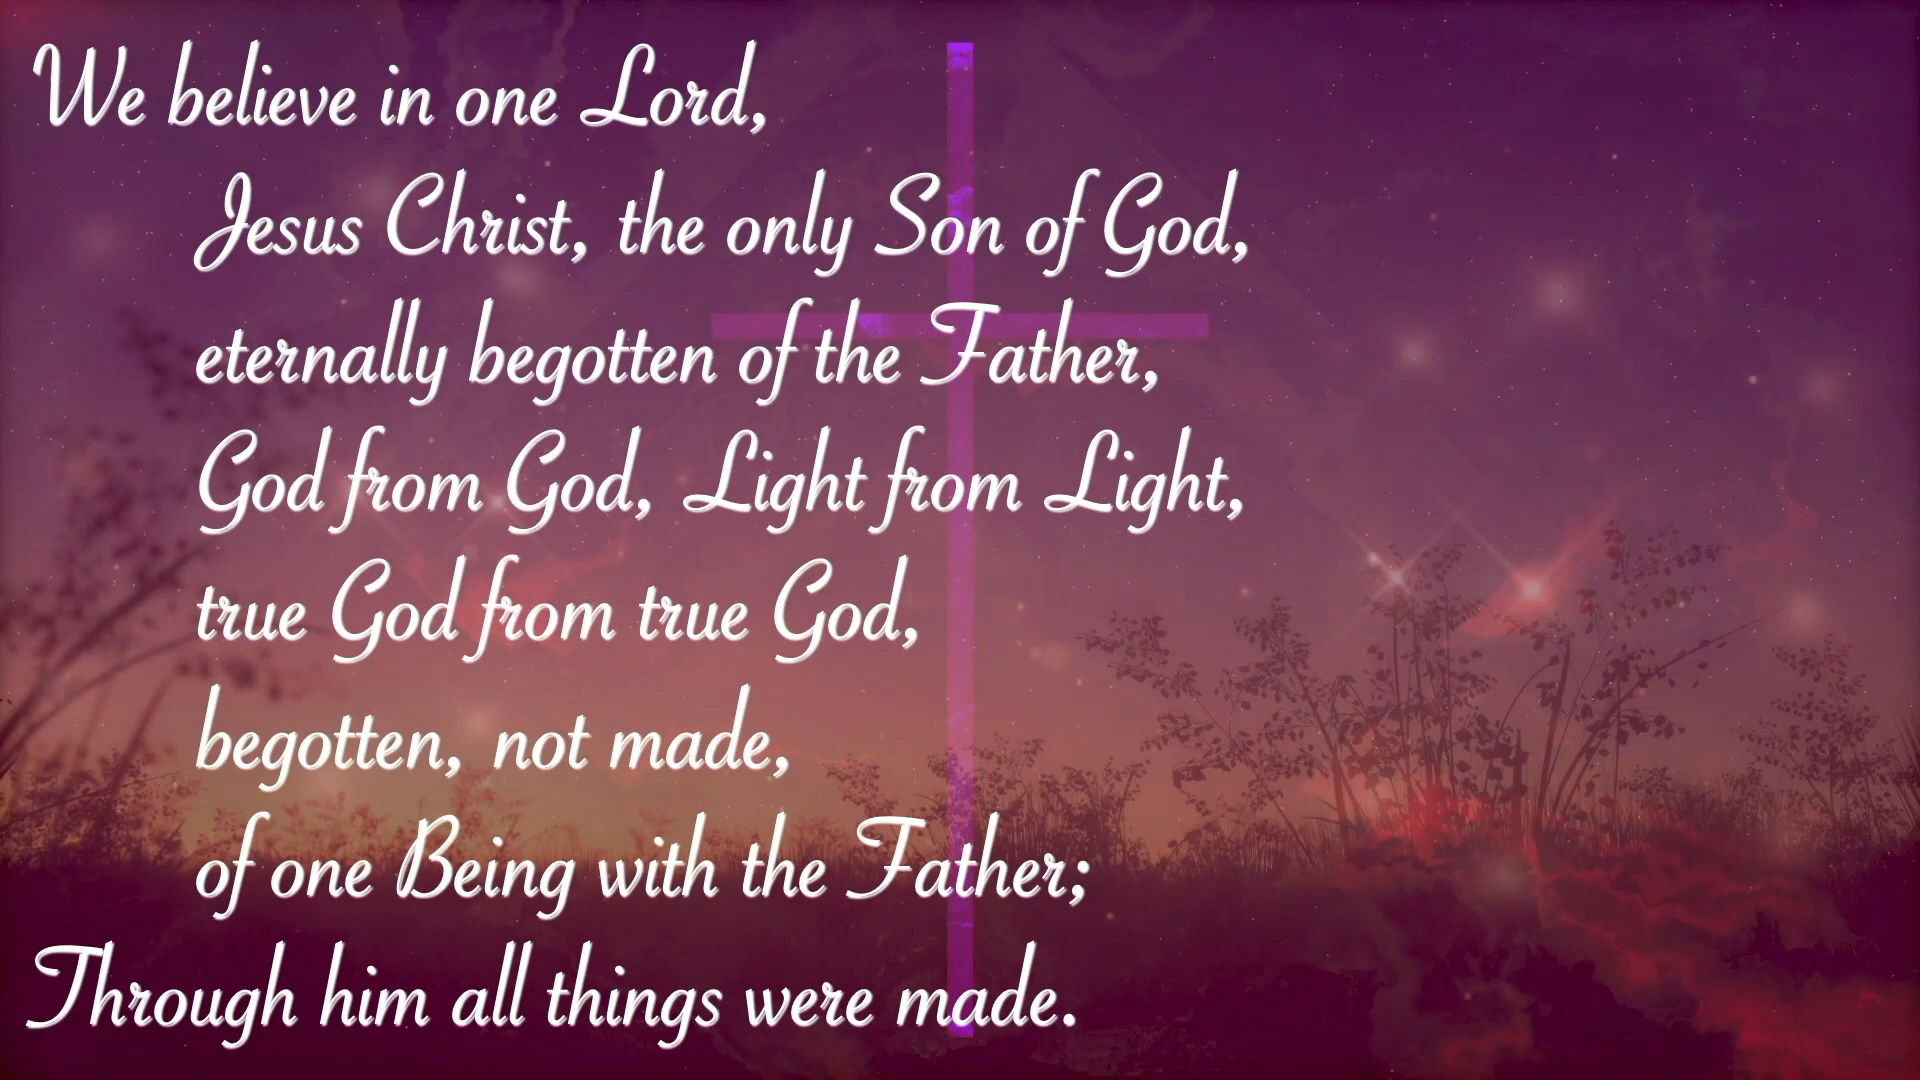 We believe in one Lord,
Jesus Christ, the only Son of God,
eternally begotten of the Father,
God from God, Light from Light,
true God from true God,
begotten, not made,
of one Being with the Father;
Through him all things were made.